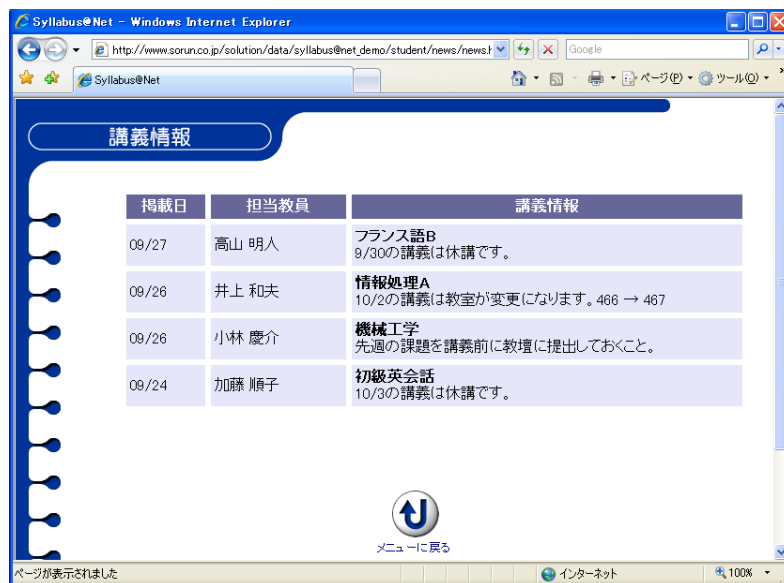 Syllabus@Net - Windows Internet Explorer
http://www.sorun.co.jp/solution/data/syllabus@net_demo/student/news/news.h
Google
Syllabus@Net
ページ(P)
ツール(O)
講義情報
掲載日 担当教員 講義情報
09/27 高山 明人 フランス語B
9/30の講義は休講です。
09/26 井上 和夫 情報処理A
10/2の講義は教室が変更になります。466 → 467
09/26 小林 慶介 機械工学
先週の課題を講義前に教壇に提出しておくこと。
09/24 加藤 順子 初級英会話
10/3の講義は休講です。
メニューに戻る
ページが表示されました
インターネット
100%